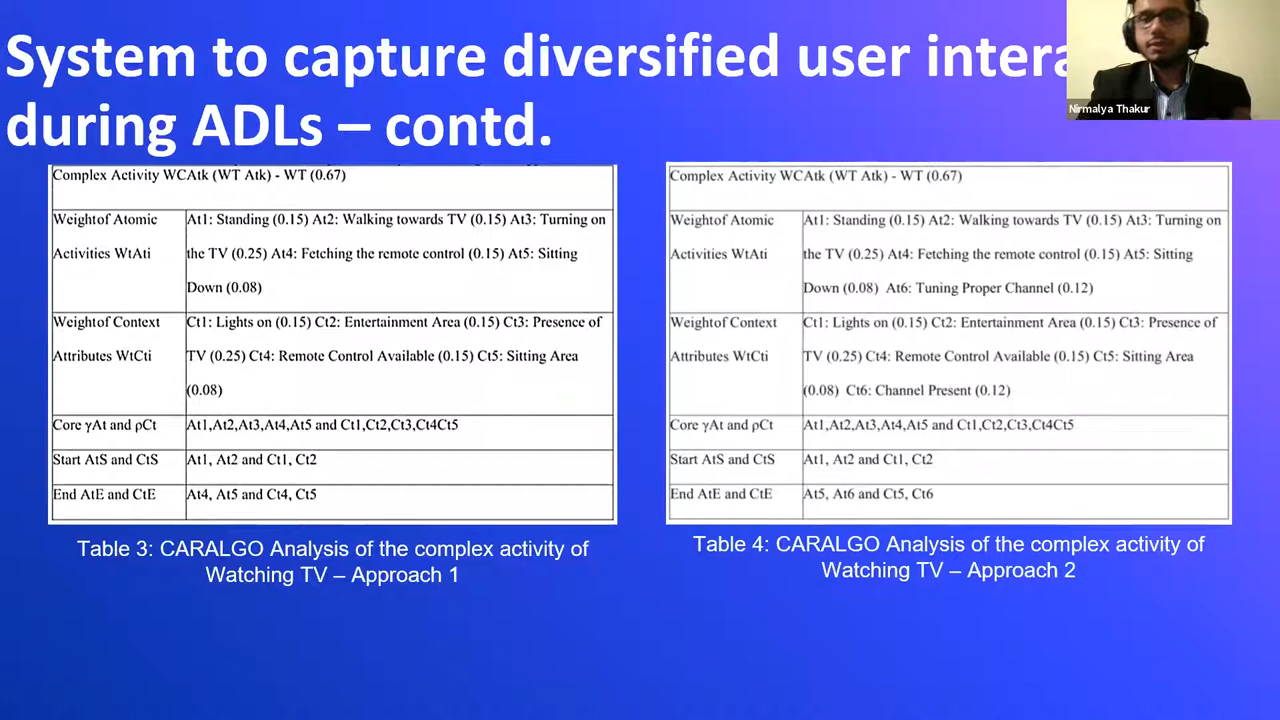 System to capture diversified user intera
during ADLs – contd.
Nirmalya Thakur
Complex Activity WCAtk (WT Atk) - WT (0.67)
Weightof Atomic
Activities WtAti
At1: Standing (0.15) At2: Walking towards TV (0.15) At3: Turning on
the TV (0.25) At4: Fetching the remote control (0.15) At5: Sitting
Down (0.08)
Weightof Context
Attributes WtCti
Ct1: Lights on (0.15) Ct2: Entertainment Area (0.15) Ct3: Presence of
TV (0.25) Ct4: Remote Control Available (0.15) Ct5: Sitting Area
(0.08)
Core γAt and ρCt
At1,At2,At3,At4,At5 and Ct1,Ct2,Ct3,Ct4Ct5
Start AtS and CtS
At1, At2 and Ct1, Ct2
End AtE and CtE
At4, At5 and Ct4, Ct5
Table 3: CARALGO Analysis of the complex activity of
Watching TV – Approach 1
Complex Activity WCAtk (WT Atk) - WT (0.67)
Weightof Atomic
Activities WtAti
At1: Standing (0.15) At2: Walking towards TV (0.15) At3: Turning on
the TV (0.25) At4: Fetching the remote control (0.15) At5: Sitting
Down (0.08) At6: Tuning Proper Channel (0.12)
Weightof Context
Attributes WtCti
Ct1: Lights on (0.15) Ct2: Entertainment Area (0.15) Ct3: Presence of
TV (0.25) Ct4: Remote Control Available (0.15) Ct5: Sitting Area
(0.08) Ct6: Channel Present (0.12)
Core γAt and ρCt
At1,At2,At3,At4,At5 and Ct1,Ct2,Ct3,Ct4Ct5
Start AtS and CtS
At1, At2 and Ct1, Ct2
End AtE and CtE
At5, At6 and Ct5, Ct6
Table 4: CARALGO Analysis of the complex activity of
Watching TV – Approach 2